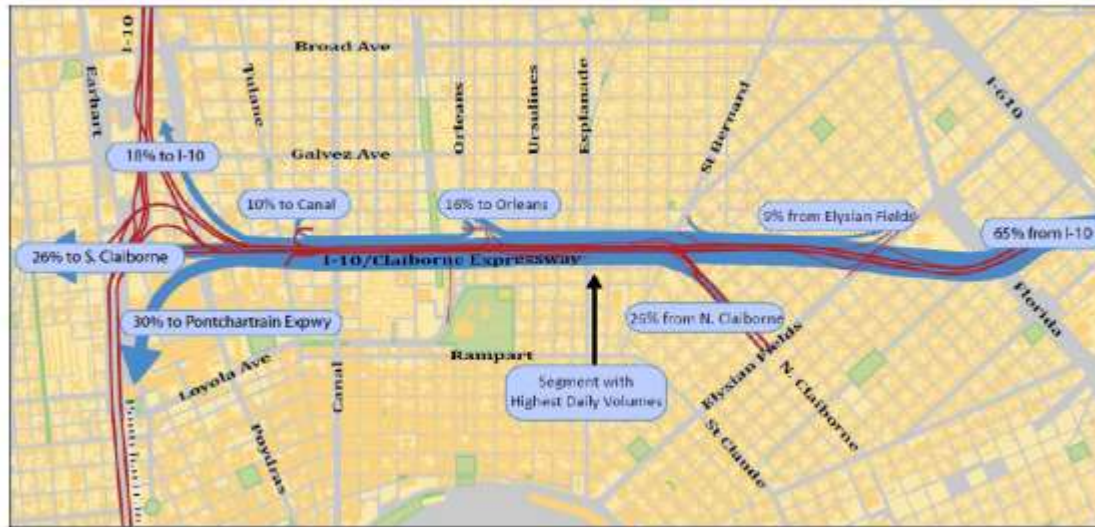 I-10
Broad Ave
Earhart
Tulane
Orleans
Ursulines
Esplanade
St Bernard
I-610
18% to I-10
Galvez Ave
10% to Canal
16% to Orleans
9% from Elysian Fields
65% from I-10
26% to S. Claiborne
I-10/Claiborne Expressway
30% to Pontchartrain Expwy
from N. Claiborne
Florida
Loyola Ave
Canal
Rampart
Segment with
Highest Daily Volumes
Elysian Fields
N. Claiborne
St Claude
Poydras